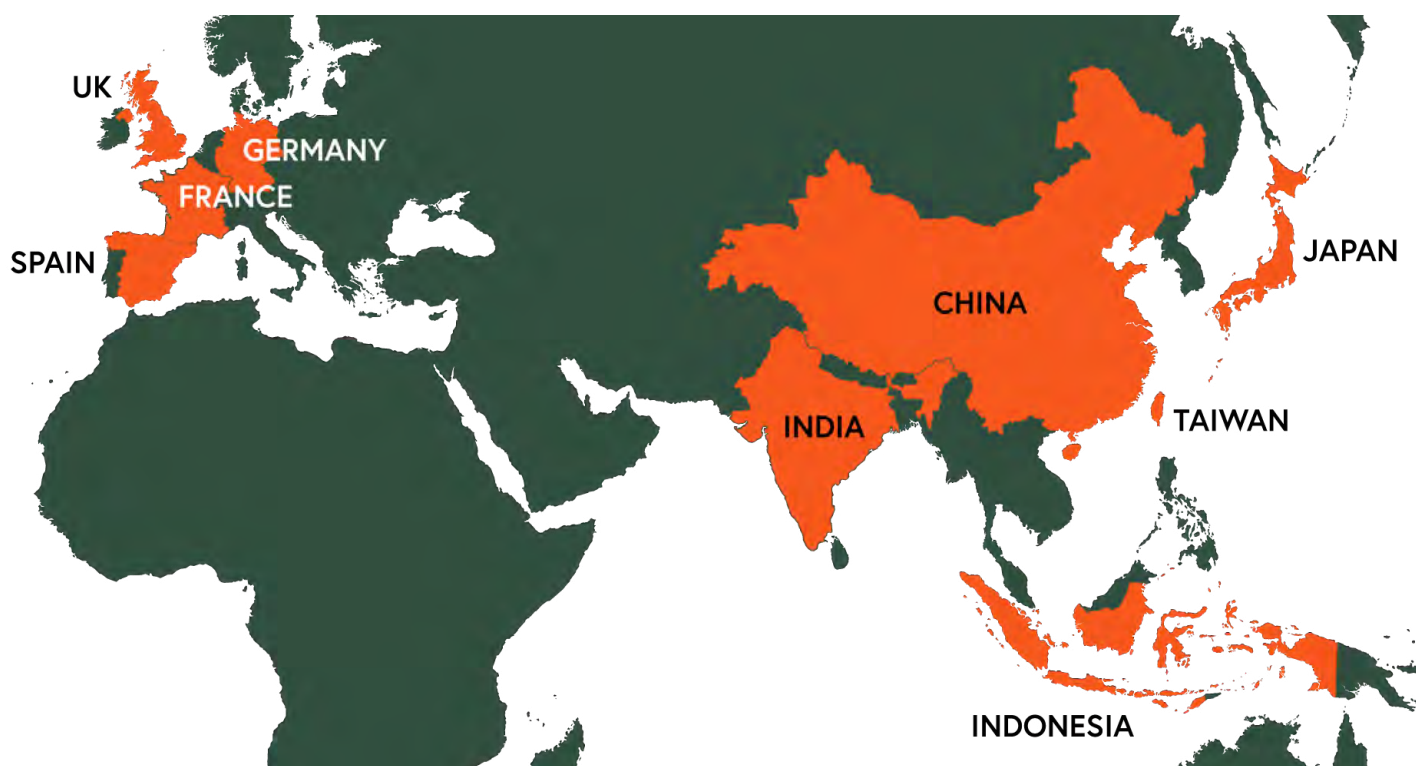 UK
GERMANY
FRANCE
SPAIN
JAPAN
CHINA
TAIWAN
INDIA
INDONESIA